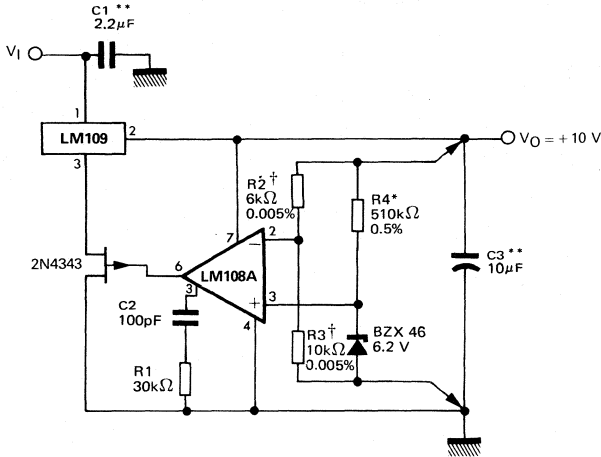 C1 **
2.2µF
VI
1
LM109
2
3
VO = + 10 V
R2 †
6kΩ
0.005%
R4*
510kΩ
0.5%
7
2
−
2N4343
6
LM108A
C3 **
10µF
3
+
3
4
C2
100pF
R3 †
10kΩ
0.005%
BZX 46
6.2 V
R1
30kΩ